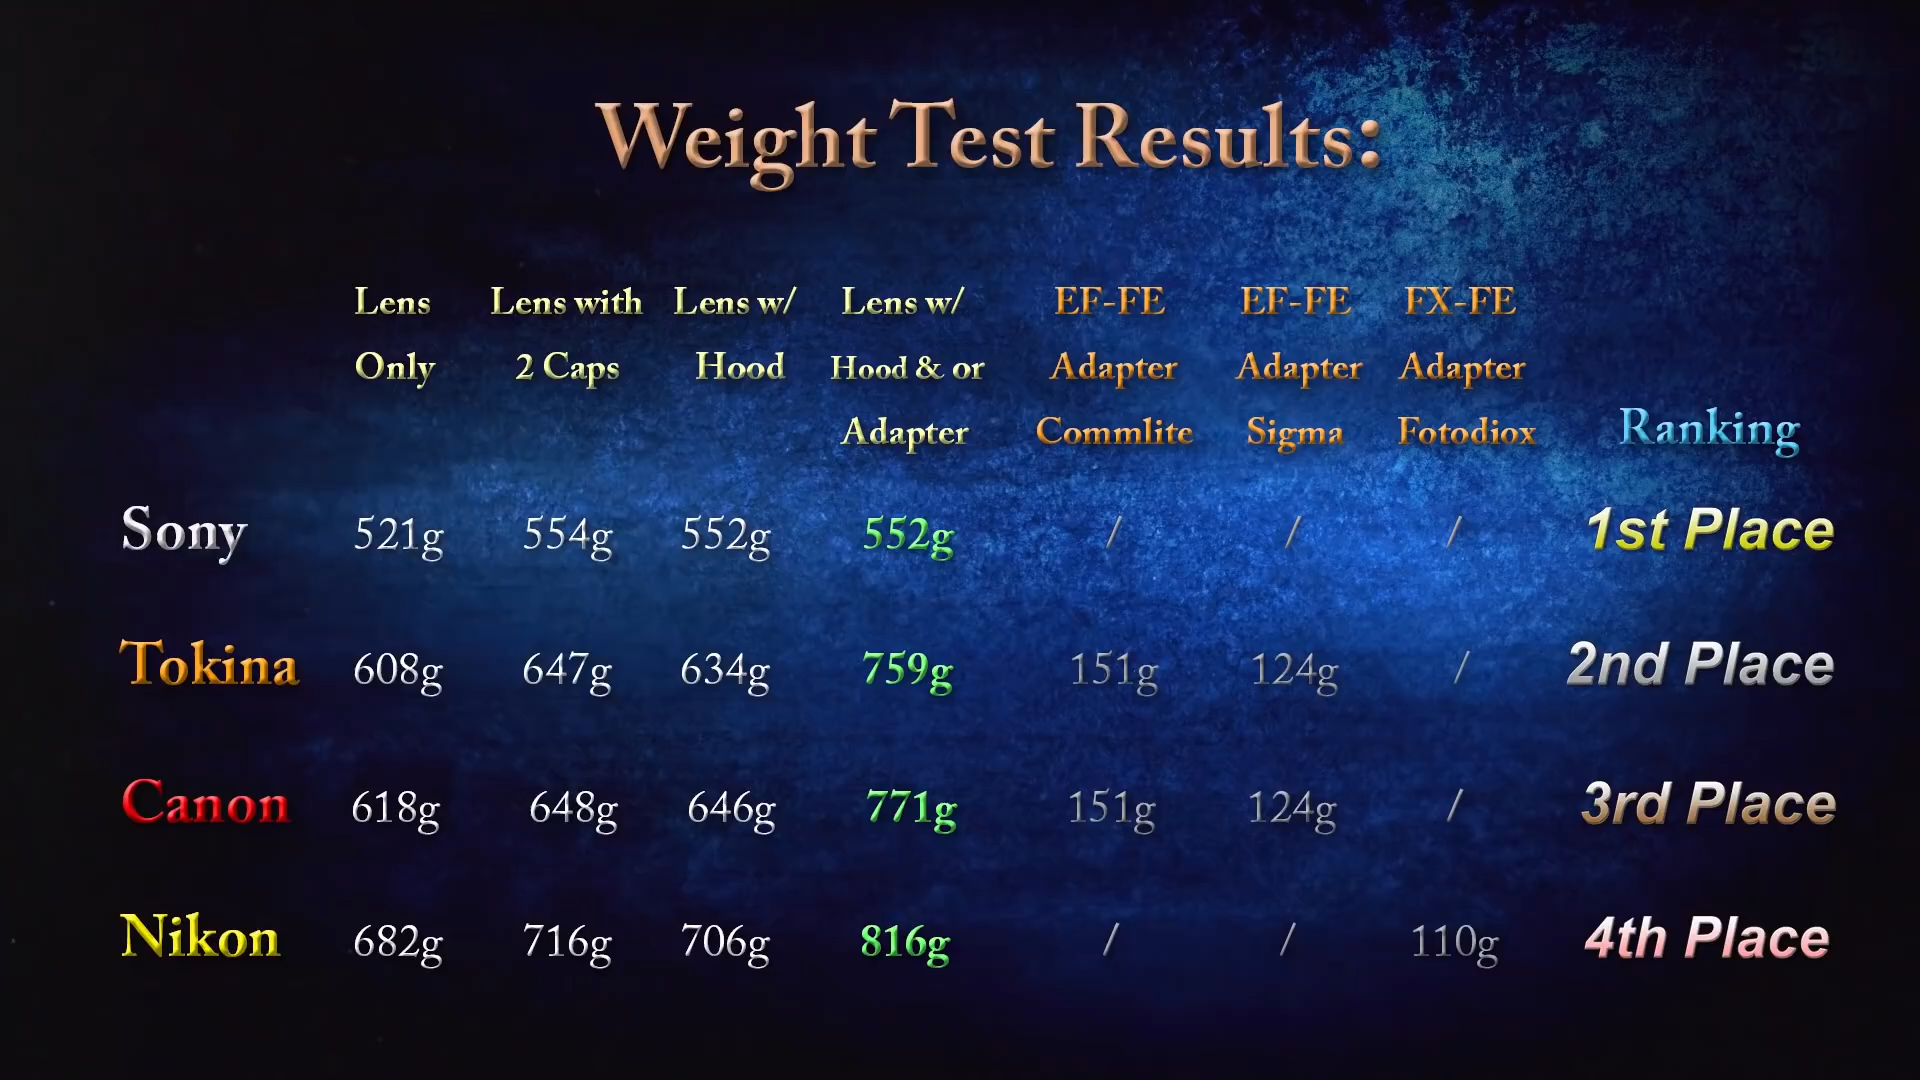 Weight Test Results:
Lens Lens with Lens w/ Lens w/ EF-FE EF-FE FX-FE
Only 2 Caps Hood Hood & or Adapter Adapter Adapter
Adapter Commlite Sigma Fotodiox Ranking
Sony 521g 554g 552g 552g / / / 1st Place
Tokina 608g 647g 634g 759g 151g 124g / 2nd Place
Canon 618g 648g 646g 771g 151g 124g / 3rd Place
Nikon 682g 716g 706g 816g / / 110g 4th Place